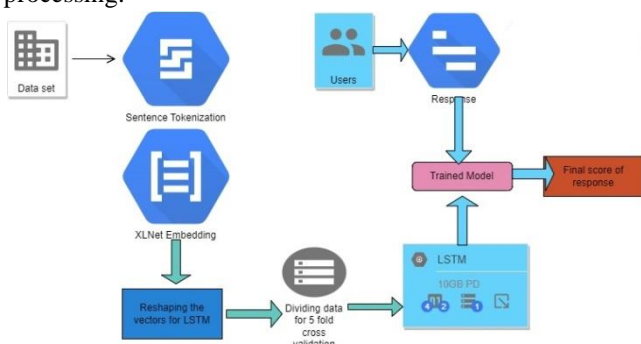 processing.
Data set
Sentence Tokenization
Users
Response
XLNet Embedding
Trained Model
Final score of
response
LSTM
10GB PD
Reshaping the
vectors for LSTM
Dividing data
for 5 fold
cross
validation